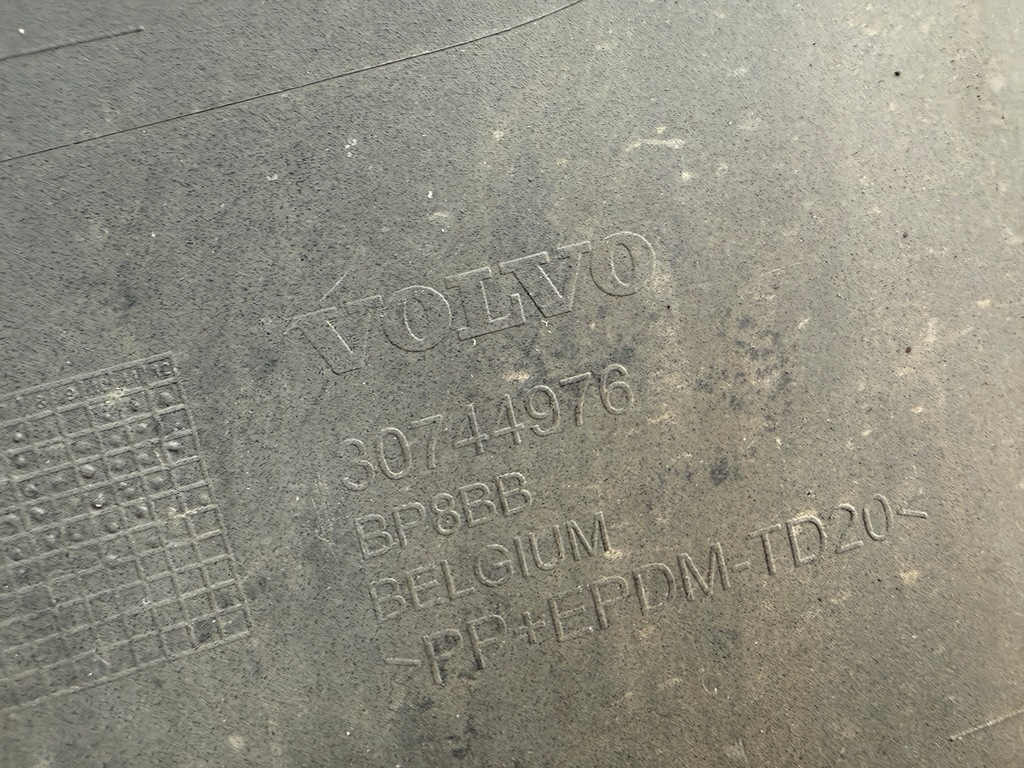 VOLVO
30744976
BP8BB
BELGIUM
>PP+EPDM-TD20<